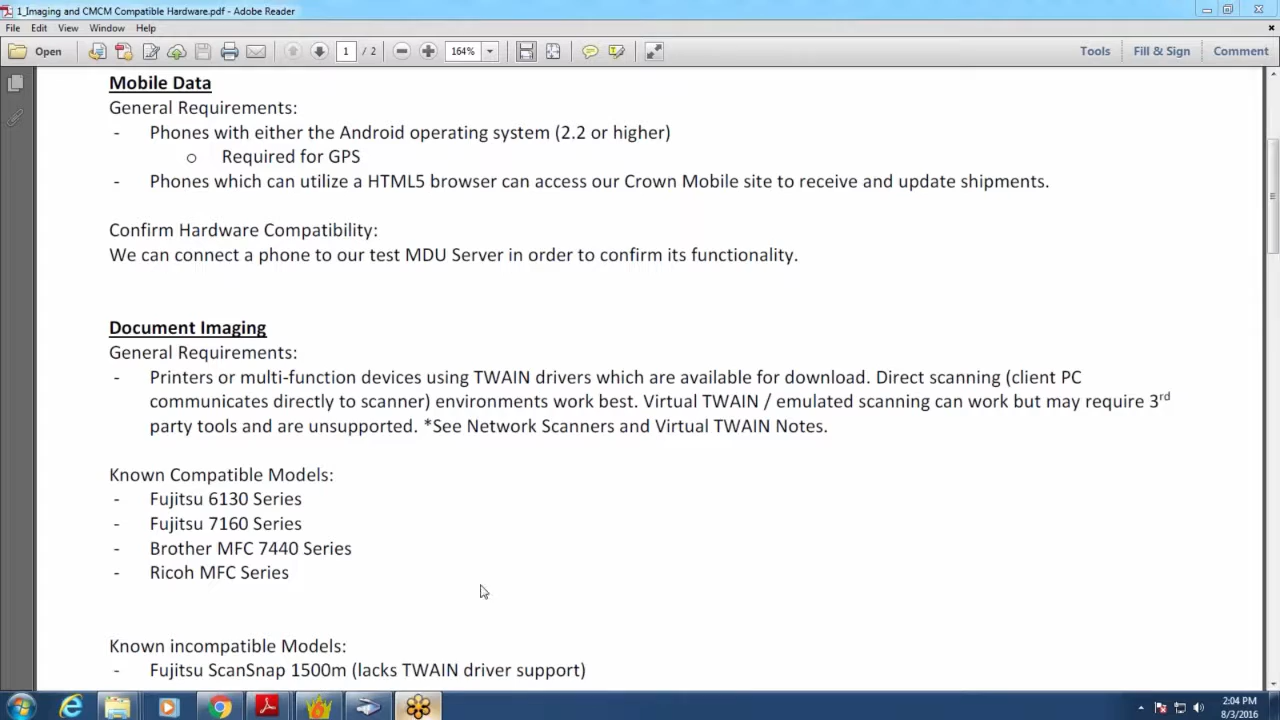 1_Imaging and CMCM Compatible Hardware.pdf - Adobe Reader
File Edit View Window Help
Open 1 / 2 164% Tools Fill & Sign Comment
Mobile Data
General Requirements:
- Phones with either the Android operating system (2.2 or higher)
o Required for GPS
- Phones which can utilize a HTML5 browser can access our Crown Mobile site to receive and update shipments.
Confirm Hardware Compatibility:
We can connect a phone to our test MDU Server in order to confirm its functionality.
Document Imaging
General Requirements:
- Printers or multi-function devices using TWAIN drivers which are available for download. Direct scanning (client PC
communicates directly to scanner) environments work best. Virtual TWAIN / emulated scanning can work but may require 3rd
party tools and are unsupported. *See Network Scanners and Virtual TWAIN Notes.
Known Compatible Models:
- Fujitsu 6130 Series
- Fujitsu 7160 Series
- Brother MFC 7440 Series
- Ricoh MFC Series
Known incompatible Models:
- Fujitsu ScanSnap 1500m (lacks TWAIN driver support)
2:04 PM
8/3/2016